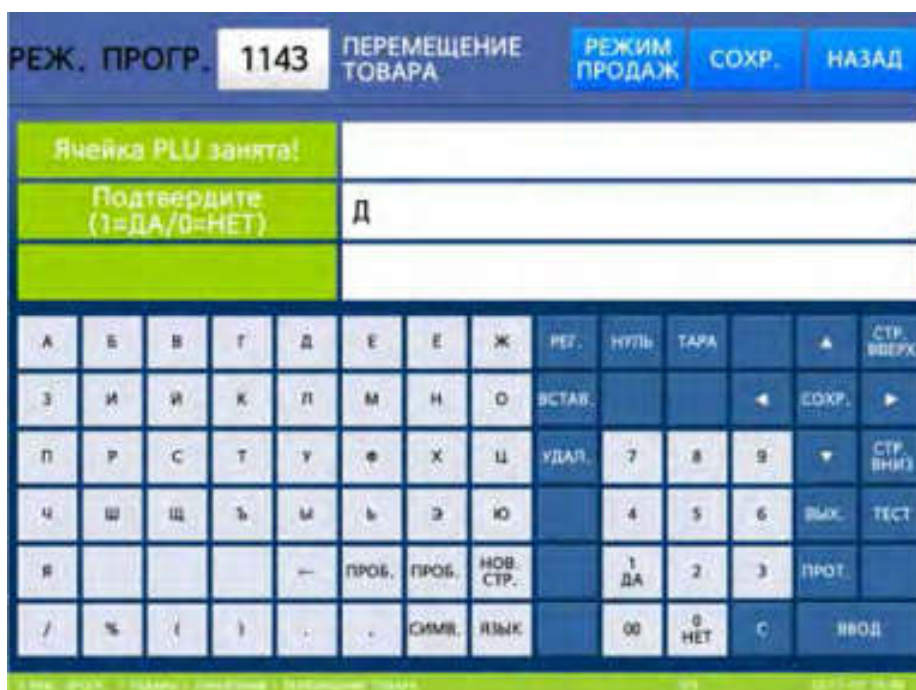 РЕЖ. ПРОГР. 1143 ПЕРЕМЕЩЕНИЕ ТОВАРА РЕЖИМ ПРОДАЖ СОХР. НАЗАД
Ячейка PLU занята!
Подтвердите
(1=ДА/0=НЕТ) Д
А Б В Г Д Е Ё Ж РЕГ. НУЛЬ ТАРА ▲ СТР. ВВЕРХ
З И Й К Л М Н О ВСТАВ. ◄ СОХР. ►
П Р С Т У Ф Х Ц УДАЛ. 7 8 9 ▼ СТР. ВНИЗ
Ч Ш Щ Ъ Ы Ь Э Ю 4 5 6 ВЫХ. ТЕСТ
Я ← ПРОБ. ПРОБ. НОВ. СТР. 1 ДА 2 3 ПРОТ.
/ % ( ) . , СИМВ. ЯЗЫК 00 0 НЕТ C ВВОД